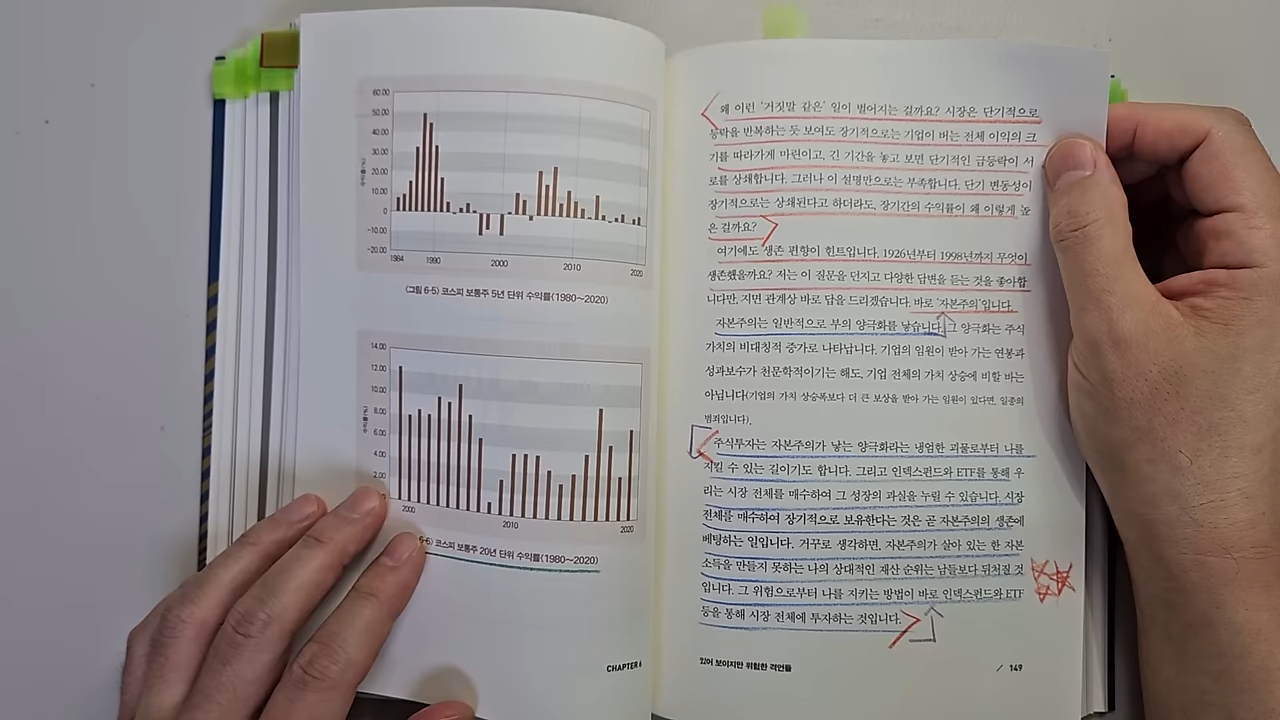 60.00
50.00
40.00
30.00
20.00
10.00
0
-10.00
-20.00
수익률(%)
1984 1990 2000 2010 2020
〈그림 6-5〉 코스피 보통주 5년 단위 수익률(1980~2020)
14.00
12.00
10.00
8.00
6.00
4.00
2.00
수익률(%)
2000 2010 2020
6-6〉 코스피 보통주 20년 단위 수익률(1980~2020)
CHAPTER 6
왜 이런 '거짓말 같은' 일이 벌어지는 걸까요? 시장은 단기적으로
등락을 반복하는 듯 보여도 장기적으로는 기업이 버는 전체 이익의 크
기를 따라가게 마련이고, 긴 기간을 놓고 보면 단기적인 급등락이 서
로를 상쇄합니다. 그러나 이 설명만으로는 부족합니다. 단기 변동성이
장기적으로는 상쇄된다고 하더라도, 장기간의 수익률이 왜 이렇게 높
은 걸까요?
여기에도 생존 편향이 힌트입니다. 1926년부터 1998년까지 무엇이
생존했을까요? 저는 이 질문을 던지고 다양한 답변을 듣는 것을 좋아합
니다만, 지면 관계상 바로 답을 드리겠습니다. 바로 '자본주의'입니다.
자본주의는 일반적으로 부의 양극화를 낳습니다. 그 양극화는 주식
가치의 비대칭적 증가로 나타납니다. 기업의 임원이 받아 가는 연봉과
성과보수가 천문학적이기는 해도, 기업 전체의 가치 상승에 비할 바는
아닙니다(기업의 가치 상승폭보다 더 큰 보상을 받아 가는 임원이 있다면, 일종의
범죄입니다).
주식투자는 자본주의가 낳는 양극화라는 냉엄한 괴물로부터 나를
지킬 수 있는 길이기도 합니다. 그리고 인덱스펀드와 ETF를 통해 우
리는 시장 전체를 매수하여 그 성장의 과실을 누릴 수 있습니다. 시장
전체를 매수하여 장기적으로 보유한다는 것은 곧 자본주의의 생존에
베팅하는 일입니다. 거꾸로 생각하면, 자본주의가 살아 있는 한 자본
소득을 만들지 못하는 나의 상대적인 재산 순위는 남들보다 뒤처질 것
입니다. 그 위험으로부터 나를 지키는 방법이 바로 인덱스펀드와 ETF
등을 통해 시장 전체에 투자하는 것입니다.
있어 보이지만 위험한 격언들 / 149